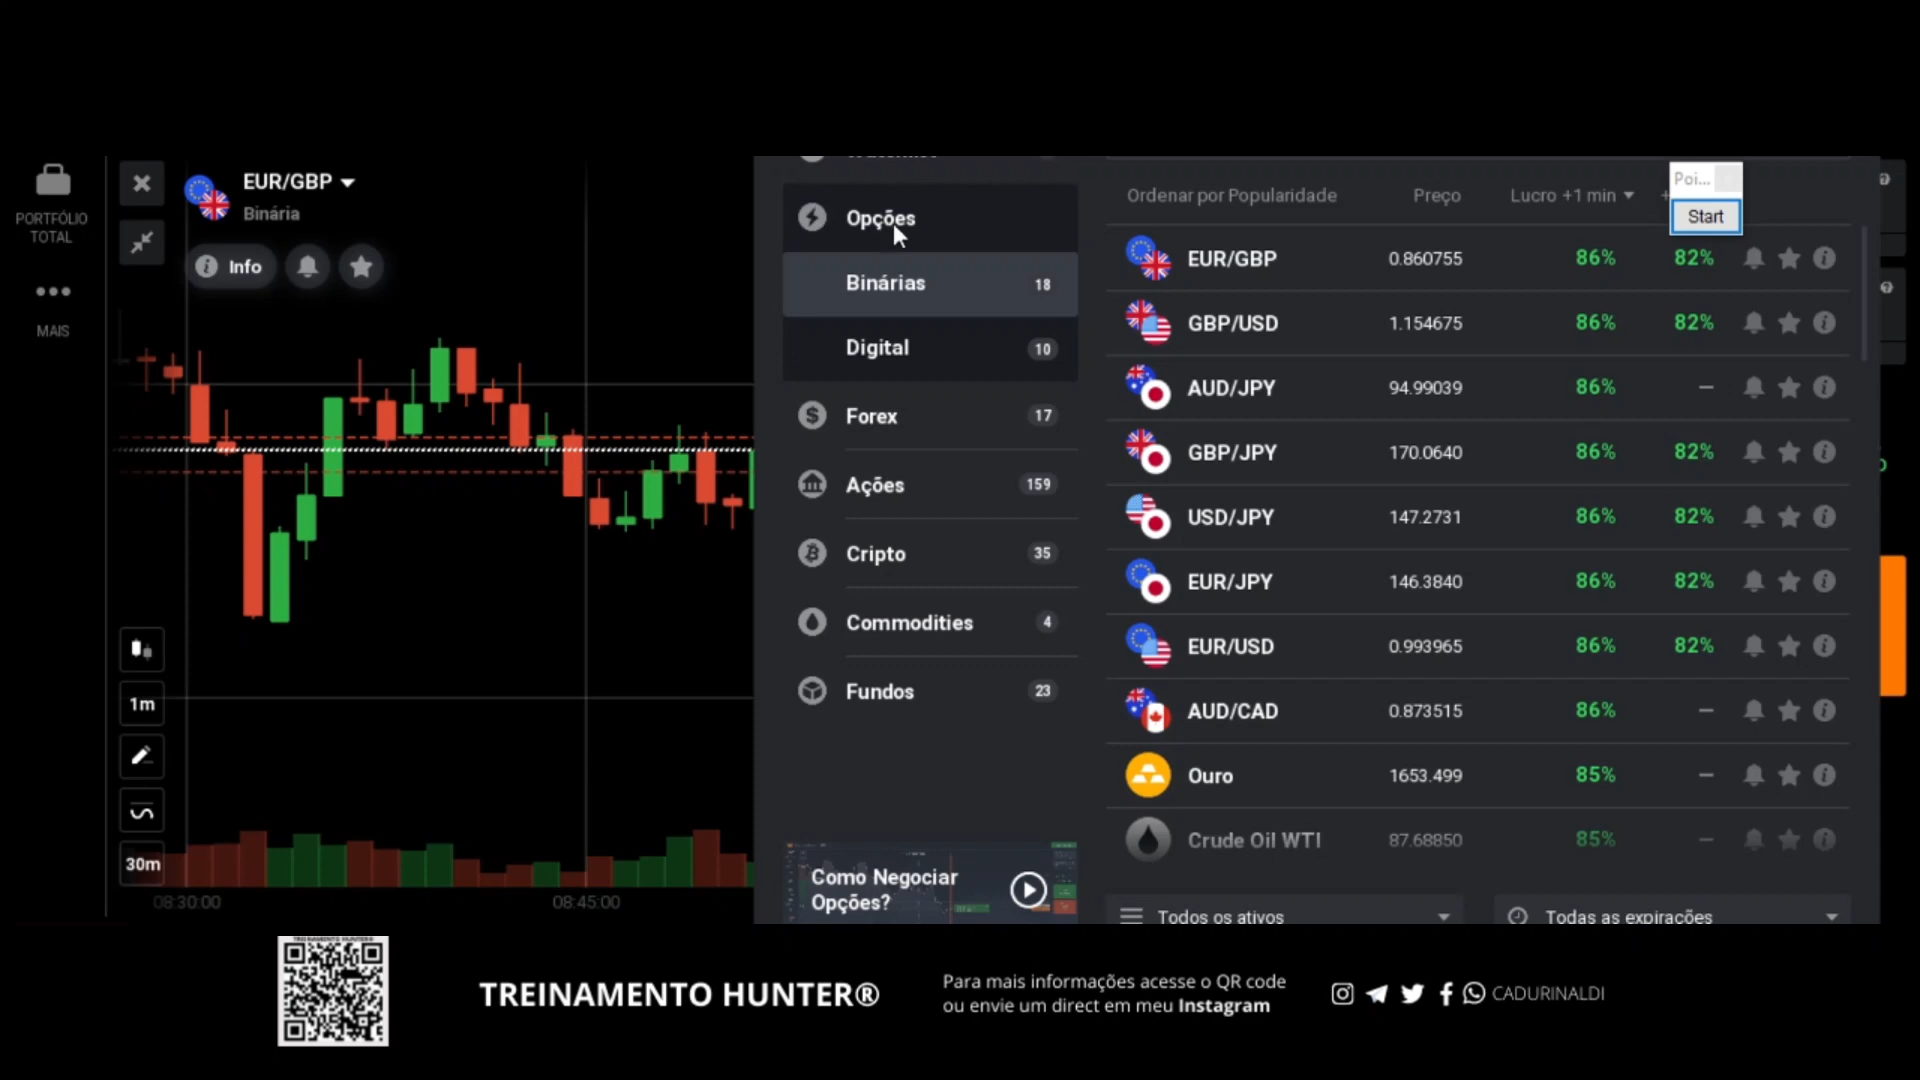 PORTFÓLIO
TOTAL
MAIS
EUR/GBP
Binária
Info
1m
30m
08:30:00
08:45:00
Opções
Binárias 18
Digital 10
Forex 17
Ações 159
Cripto 35
Commodities 4
Fundos 23
Como Negociar
Opções?
Ordenar por Popularidade Preço Lucro +1 min +
Poi...
Start
EUR/GBP 0.860755 86% 82%
GBP/USD 1.154675 86% 82%
AUD/JPY 94.99039 86% –
GBP/JPY 170.0640 86% 82%
USD/JPY 147.2731 86% 82%
EUR/JPY 146.3840 86% 82%
EUR/USD 0.993965 86% 82%
AUD/CAD 0.873515 86% –
Ouro 1653.499 85% –
Crude Oil WTI 87.68850 85% –
Todos os ativos
Todas as expirações
TREINAMENTO HUNTER®
Para mais informações acesse o QR code
ou envie um direct em meu Instagram
CADURINALDI